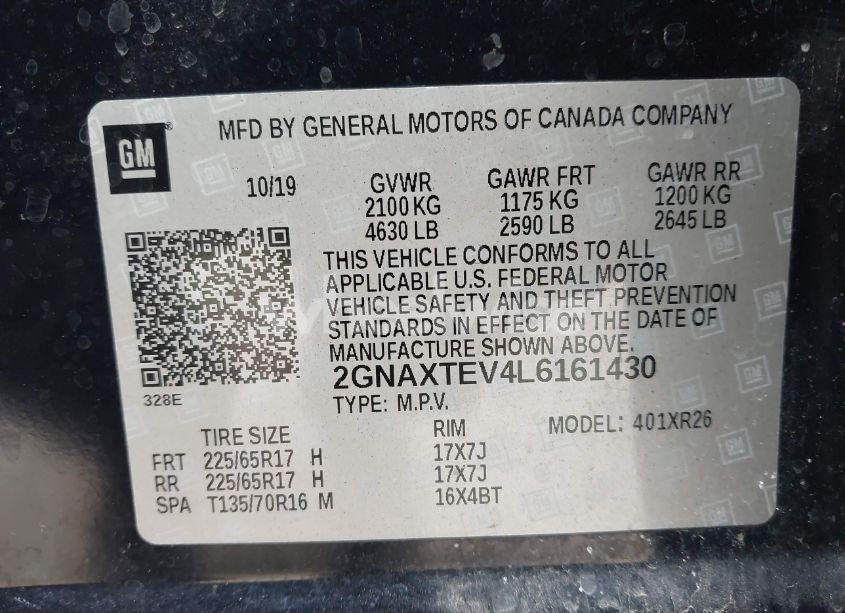 GM
MFD BY GENERAL MOTORS OF CANADA COMPANY
10/19 GVWR GAWR FRT GAWR RR
2100 KG 1175 KG 1200 KG
4630 LB 2590 LB 2645 LB
THIS VEHICLE CONFORMS TO ALL
APPLICABLE U.S. FEDERAL MOTOR
VEHICLE SAFETY AND THEFT PREVENTION
STANDARDS IN EFFECT ON THE DATE OF
MANUFACTURE SHOWN ABOVE.
2GNAXTEV4L6161430
328E
TYPE: M.P.V.
MODEL: 401XR26
TIRE SIZE RIM
FRT 225/65R17 H 17X7J
RR 225/65R17 H 17X7J
SPA T135/70R16 M 16X4BT